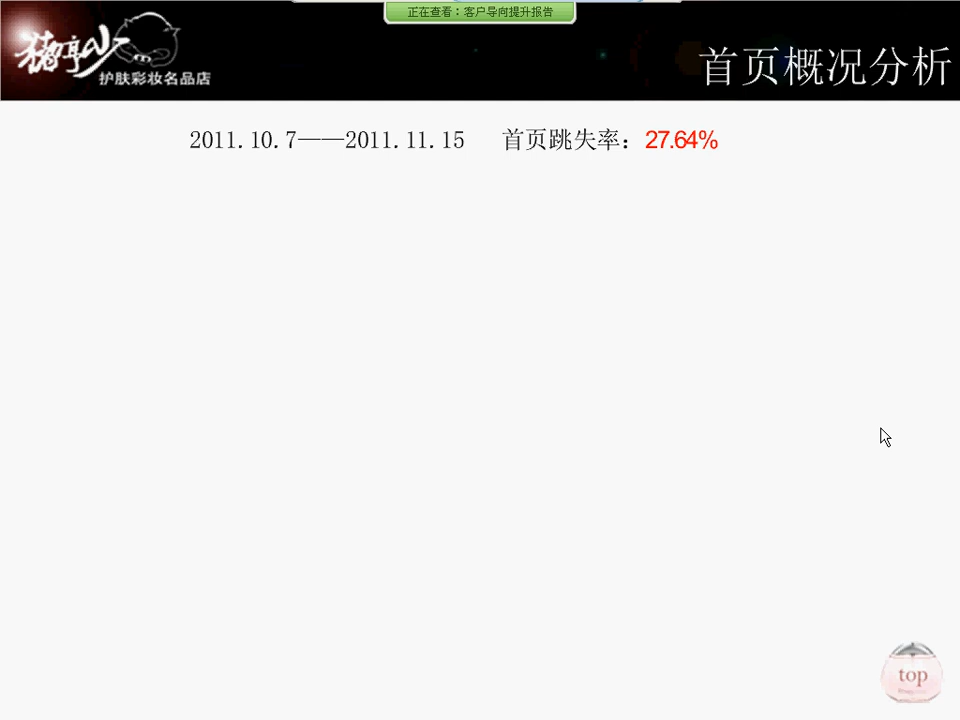 正在查看：客户导向提升报告
护肤彩妆名品店
首页概况分析
2011.10.7——2011.11.15 首页跳失率：27.64%
top